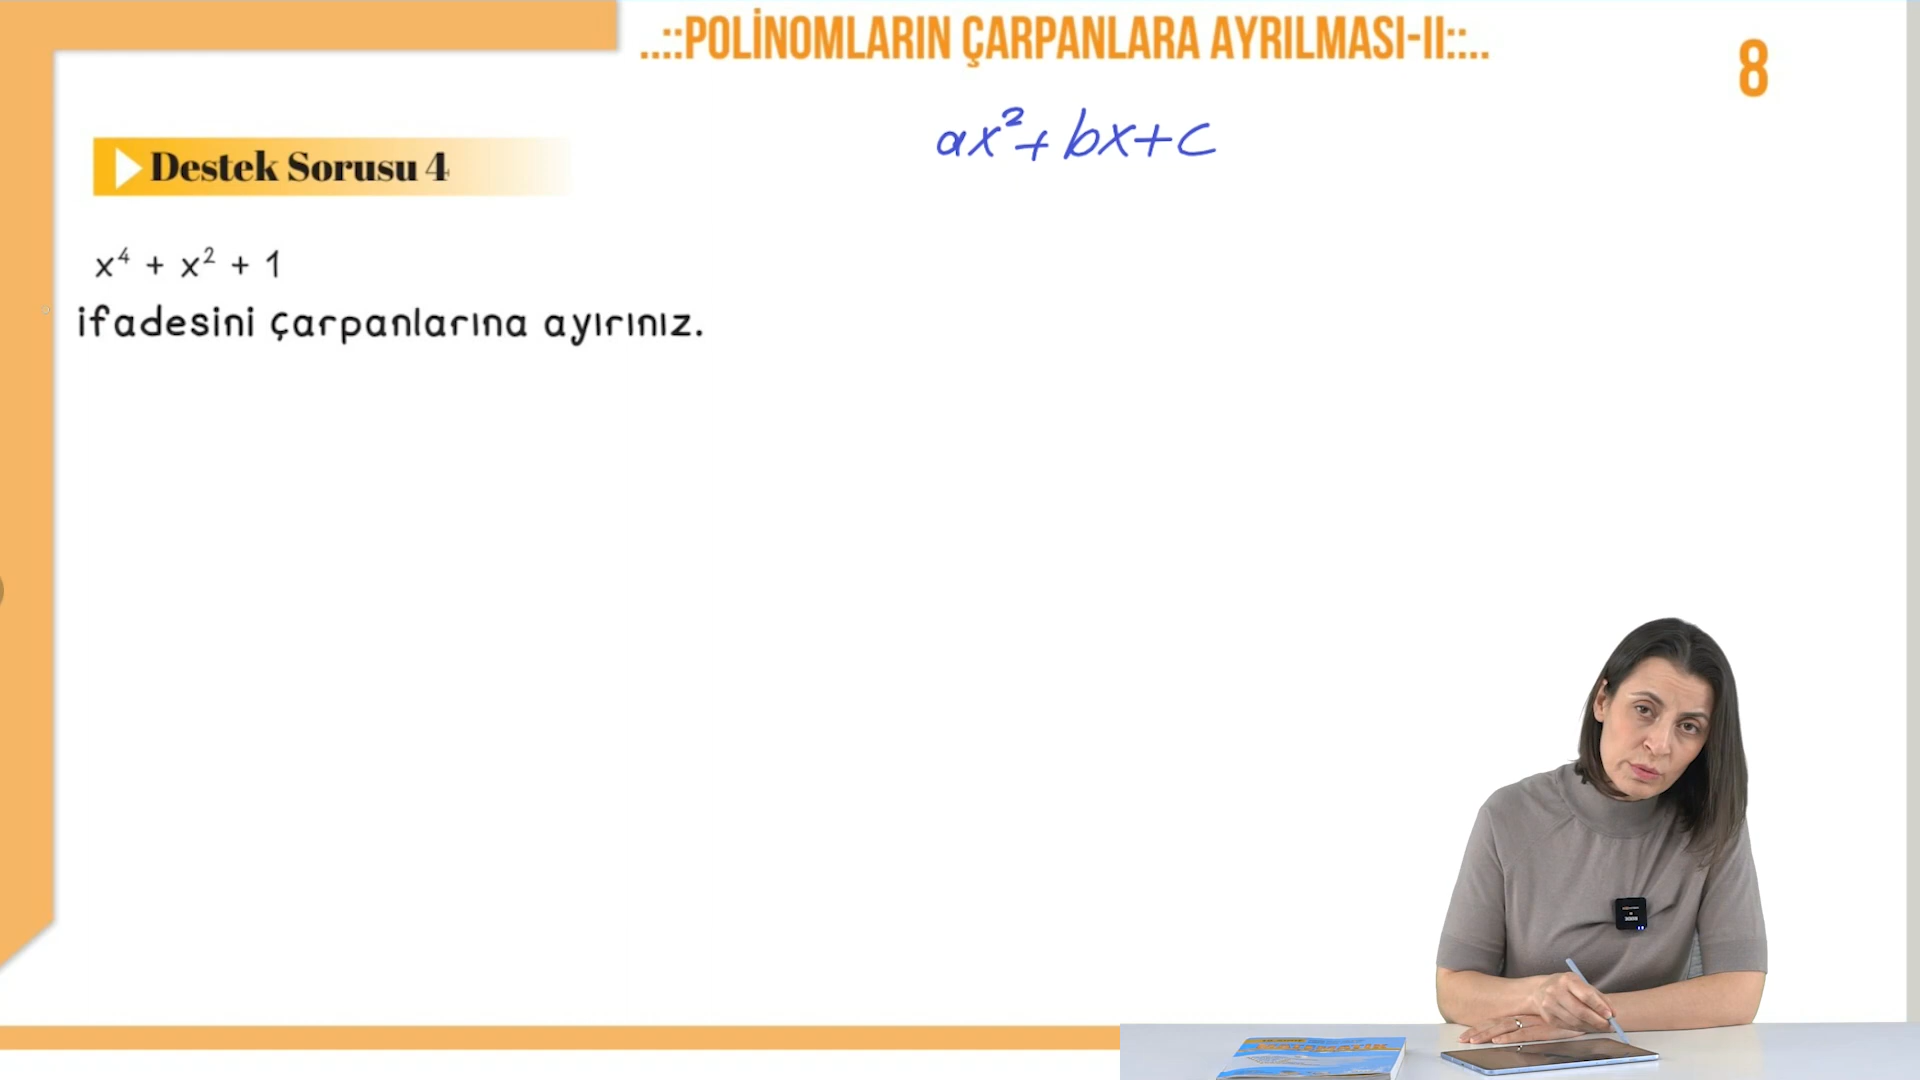 ..::POLİNOMLARIN ÇARPANLARA AYRILMASI-II::..
8
ax² + bx + c
Destek Sorusu 4
x⁴ + x² + 1
ifadesini çarpanlarına ayırınız.